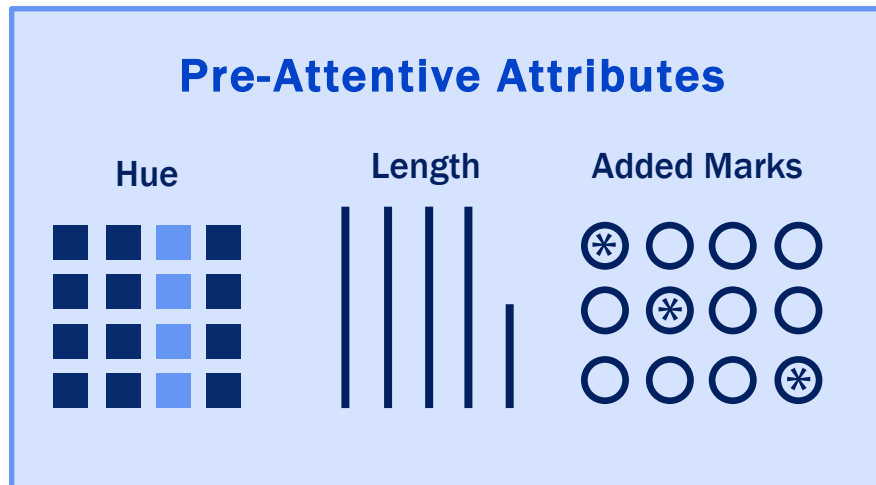 Pre-Attentive Attributes
Hue
Length
Added Marks
* 
*
*